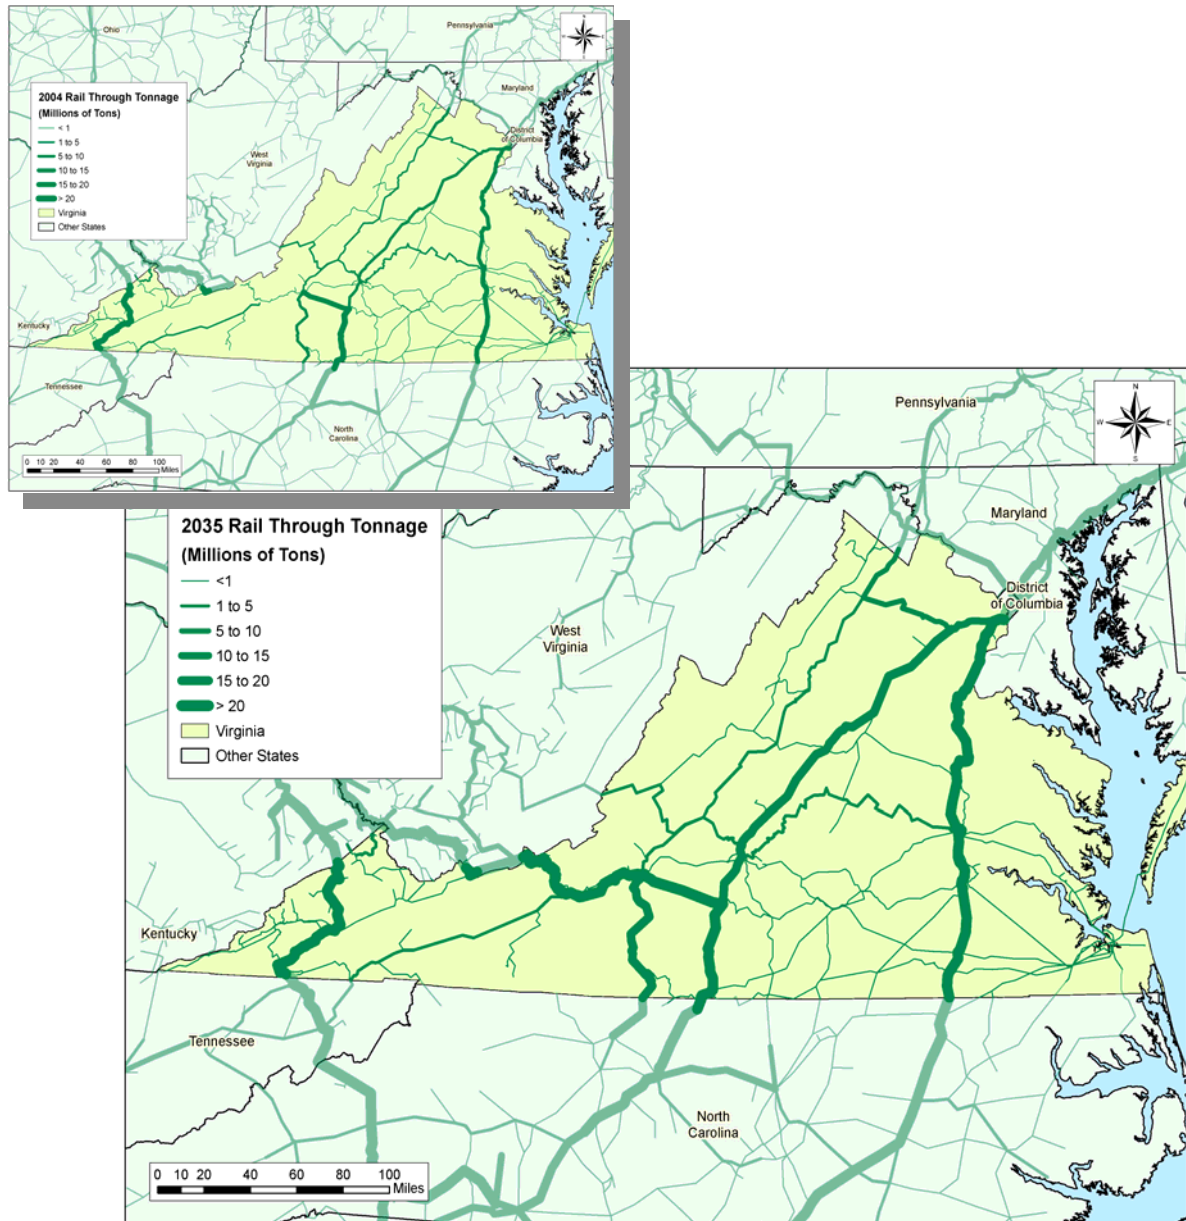 Ohio
Pennsylvania
N
W
E
S
2004 Rail Through Tonnage
(Millions of Tons)
< 1
1 to 5
5 to 10
10 to 15
15 to 20
> 20
Virginia
Other States
Maryland
District
of Columbia
West
Virginia
Kentucky
Tennessee
North
Carolina
0 10 20 40 60 80 100
Miles
Pennsylvania
N
W
E
S
2035 Rail Through Tonnage
(Millions of Tons)
<1
1 to 5
5 to 10
10 to 15
15 to 20
> 20
Virginia
Other States
Maryland
District
of Columbia
West
Virginia
Kentucky
Tennessee
North
Carolina
0 10 20 40 60 80 100
Miles